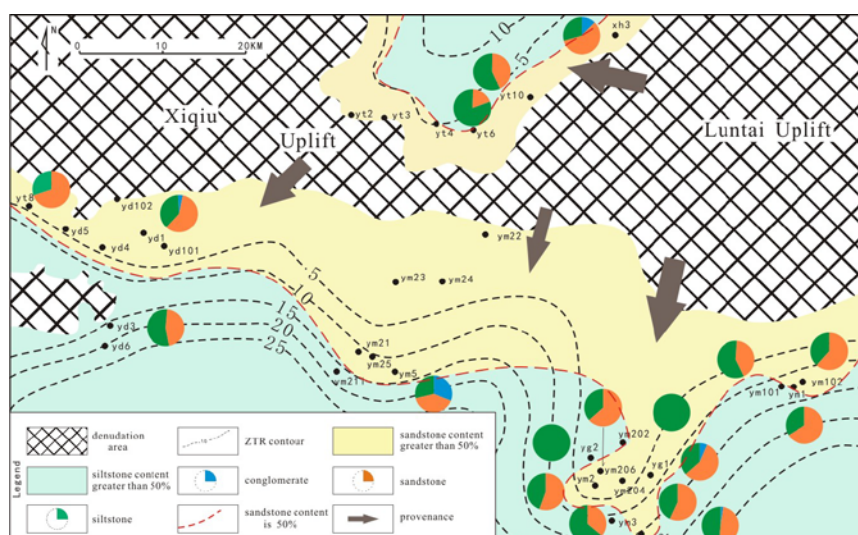 N
0
10
20KM
xh3
10
5
yt10
yt2
yt3
yt4
yt6
Xiqiu
Uplift
Luntai Uplift
yt8
yd102
yd5
yd1
yd4
yd101
ym22
ym23
ym24
5
10
15
20
25
yd3
yd6
ym21
ym25
ym211
ym5
ym101
ym1
ym102
ym202
yg2
ym206
yg1
ym2
ym204
ym3
Legend
denudation
area
ZTR contour
sandstone content
greater than 50%
siltstone content
greater than 50%
conglomerate
sandstone
siltstone
sandstone content
is 50%
provenance